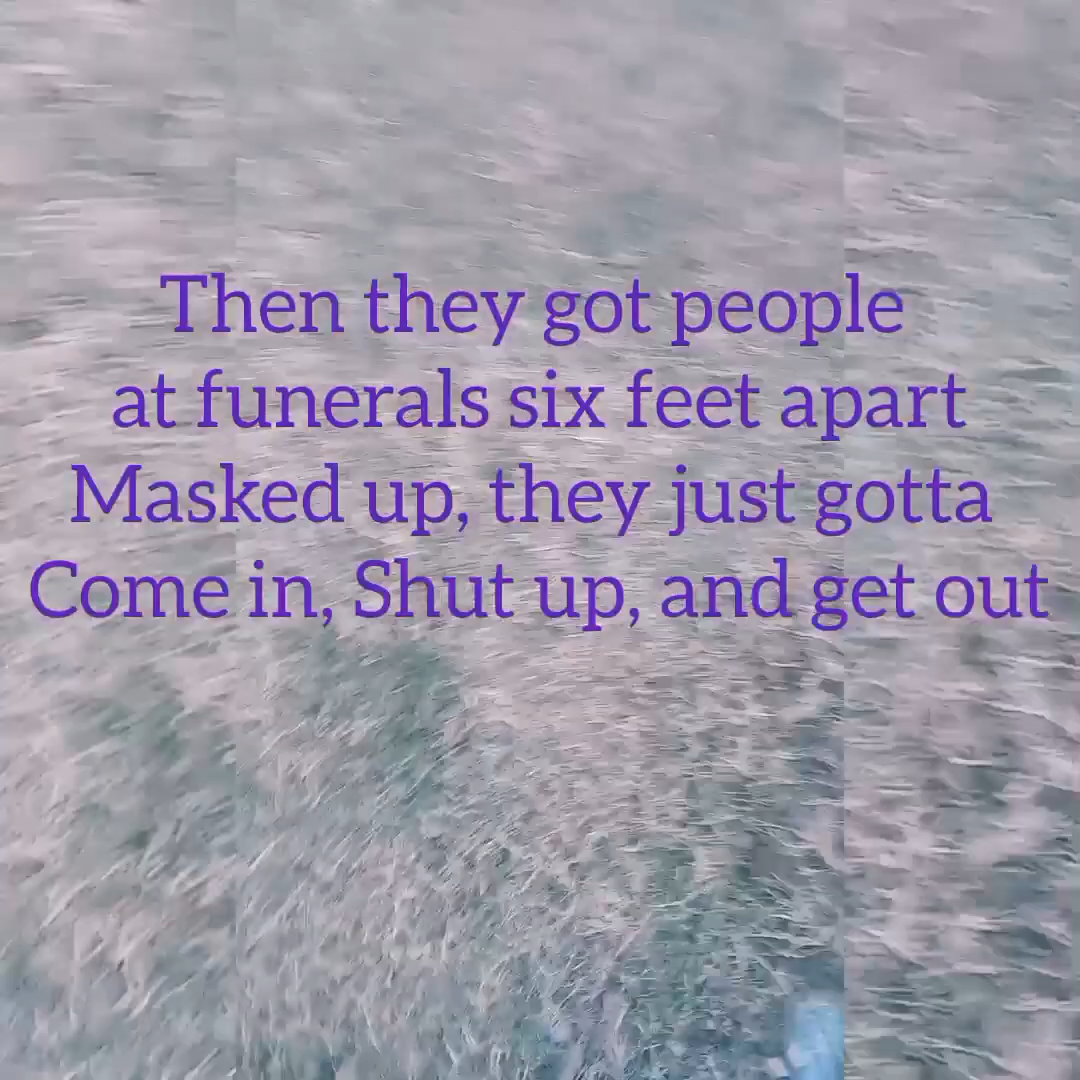 Then they got people
at funerals six feet apart
Masked up, they just gotta
Come in, Shut up, and get out